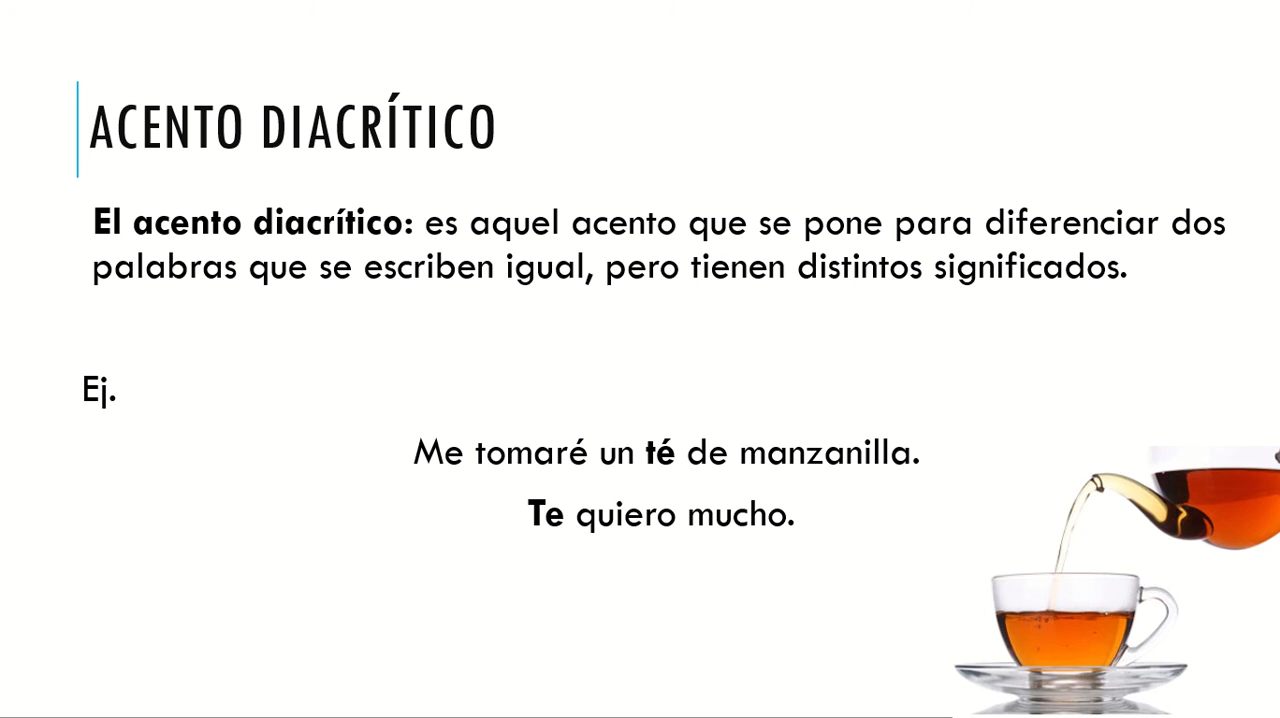 ACENTO DIACRÍTICO
El acento diacrítico: es aquel acento que se pone para diferenciar dos
palabras que se escriben igual, pero tienen distintos significados.
Ej.
Me tomaré un té de manzanilla.
Te quiero mucho.